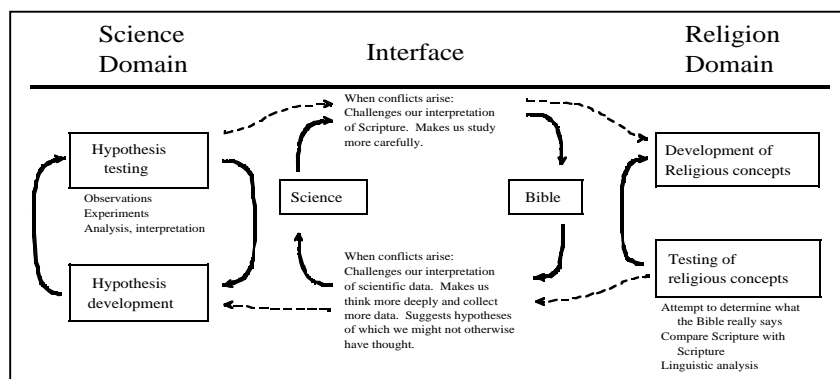 Science
Domain
Interface
Religion
Domain
When conflicts arise:
Challenges our interpretation
of Scripture. Makes us study
more carefully.
Hypothesis
testing
Observations
Experiments
Analysis, interpretation
Hypothesis
development
Science
Bible
When conflicts arise:
Challenges our interpretation
of scientific data. Makes us
think more deeply and collect
more data. Suggests hypotheses
of which we might not otherwise
have thought.
Development of
Religious concepts
Testing of
religious concepts
Attempt to determine what
the Bible really says
Compare Scripture with
Scripture
Linguistic analysis